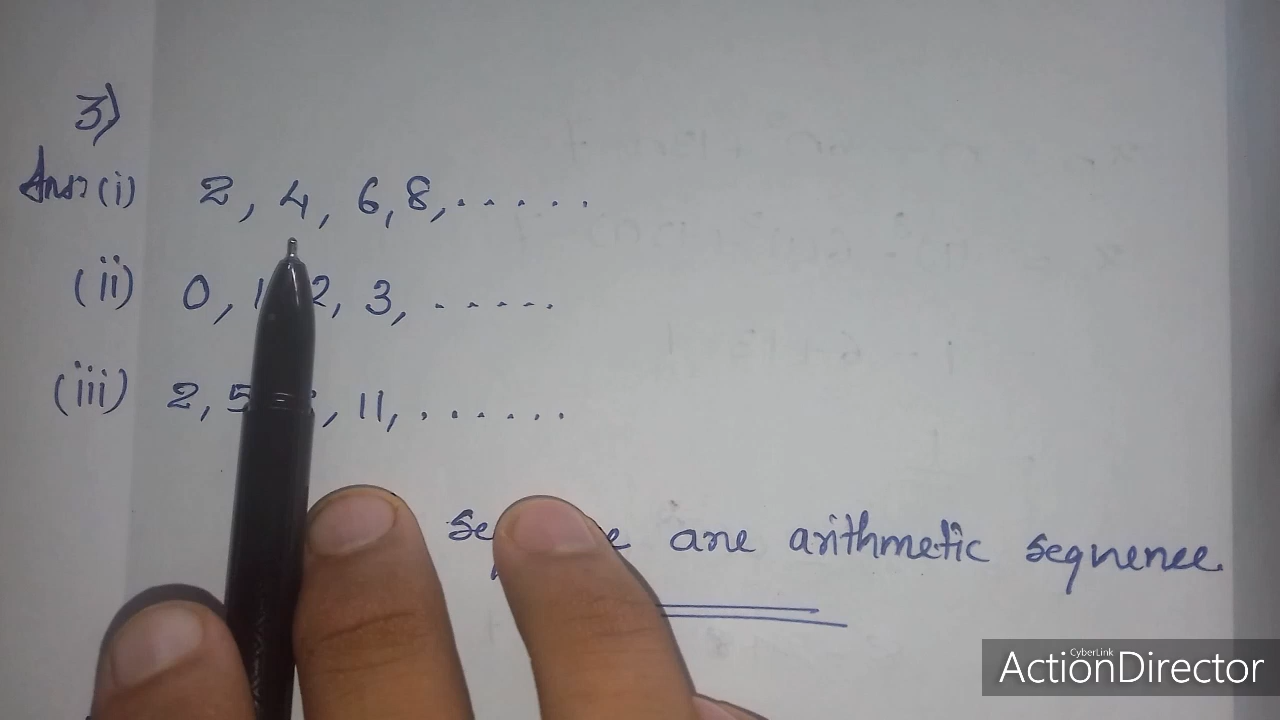 3)
Ans: (i) 2, 4, 6, 8, . . . . .
(ii) 0, 1 2, 3, . . . . .
(iii) 2, 5 , 11, . . . . . .
are arithmetic sequence
CyberLink
ActionDirector